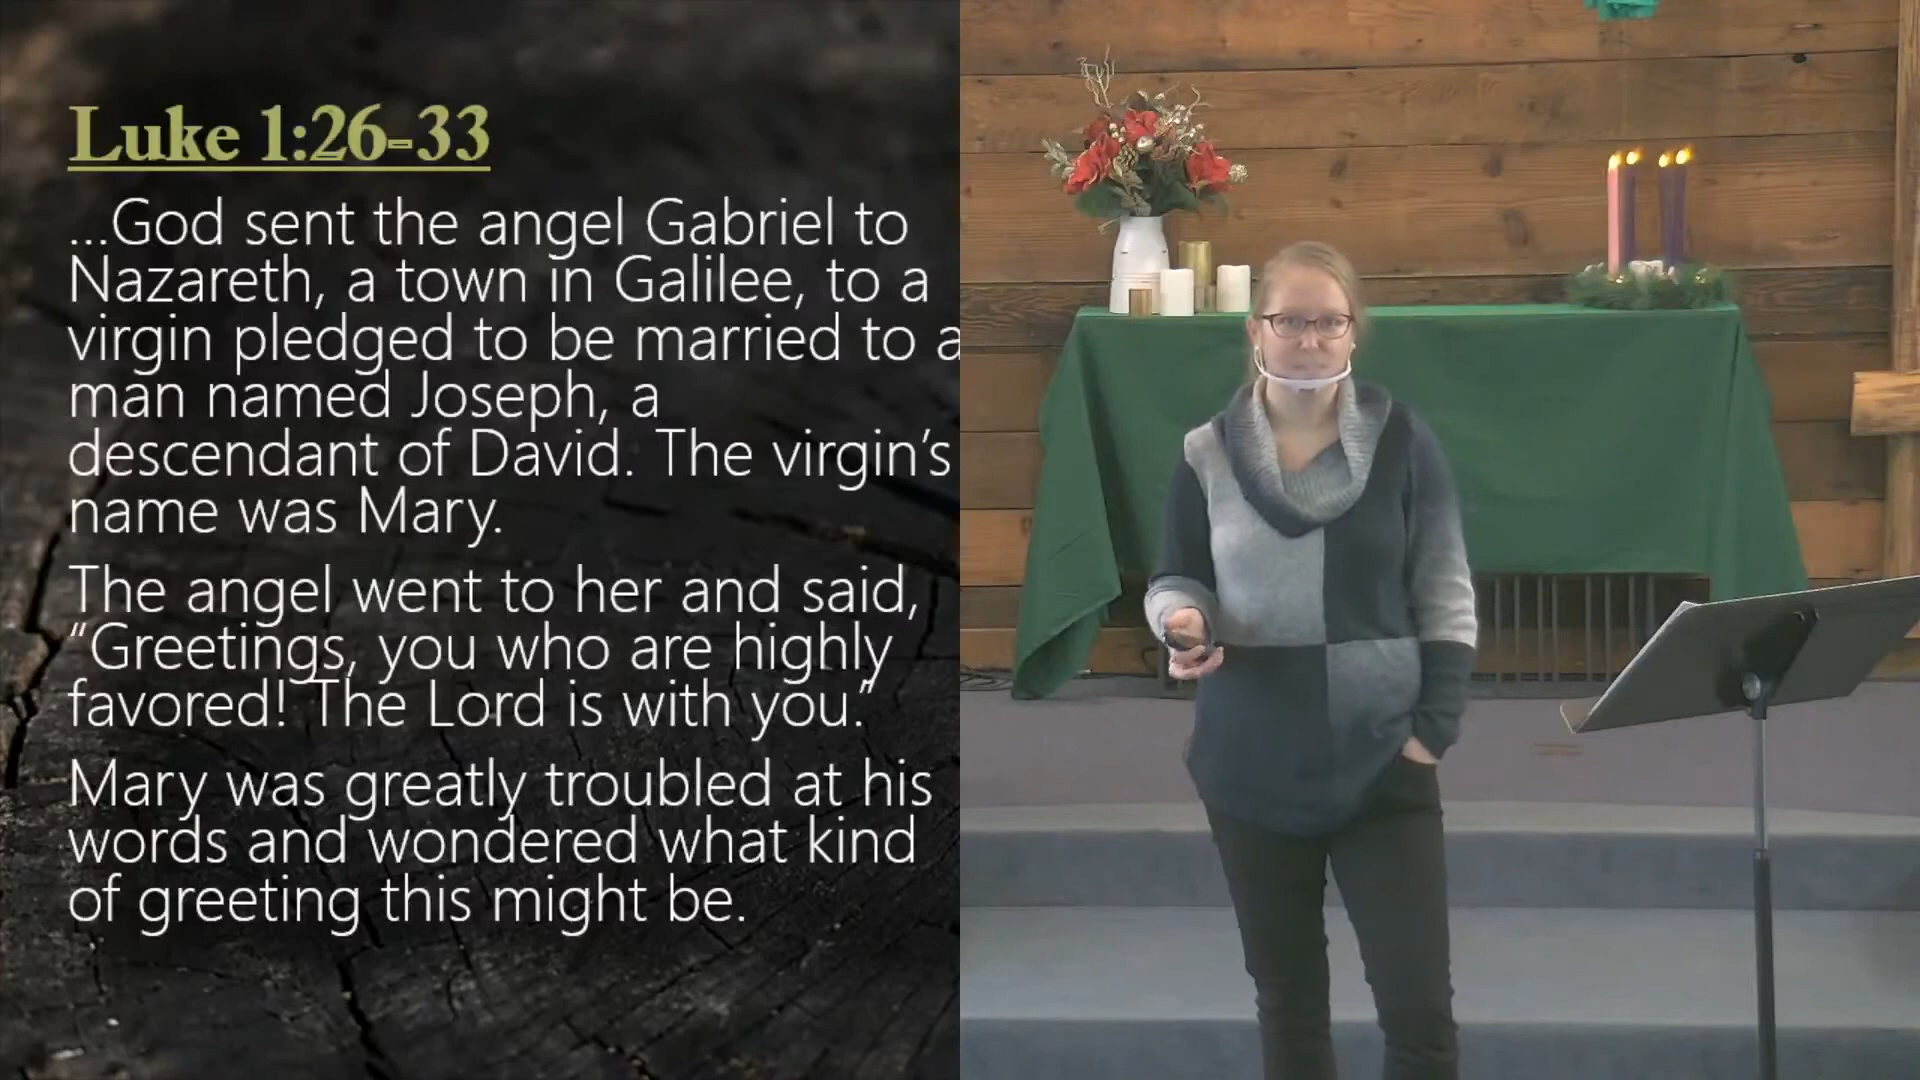 Luke 1:26-33
...God sent the angel Gabriel to
Nazareth, a town in Galilee, to a
virgin pledged to be married to a
man named Joseph, a
descendant of David. The virgin’s
name was Mary.
The angel went to her and said,
“Greetings, you who are highly
favored! The Lord is with you.”
Mary was greatly troubled at his
words and wondered what kind
of greeting this might be.